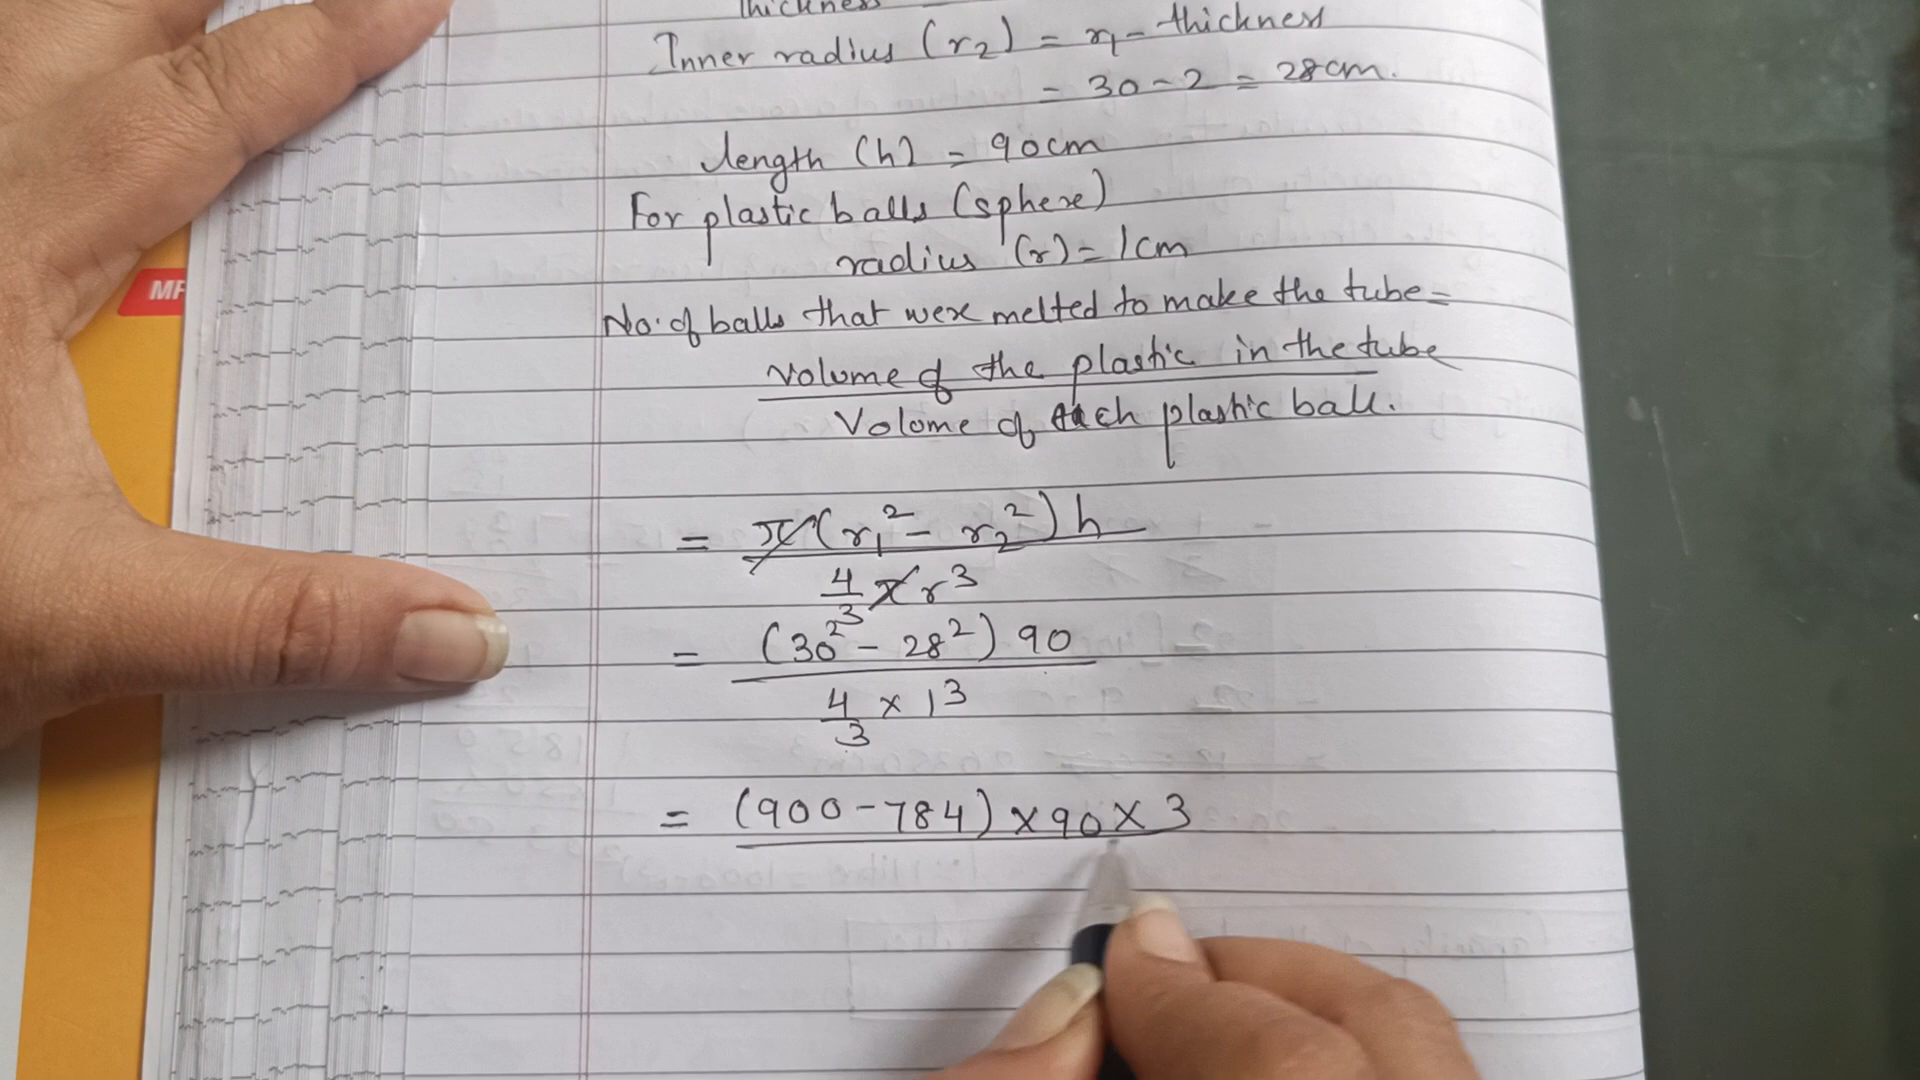 thickness
Inner radius (r2) = r1 - thickness
= 30 - 2 = 28cm.
length (h) = 90cm
For plastic balls (sphere)
radius (r) = 1cm
MF
No. of balls that were melted to make the tube =
Volume of the plastic in the tube
Volume of each plastic ball.
= π(r₁² - r₂²)h
4/3 π r³
= (30² - 28²) 90
4/3 × 1³
= (900 - 784) × 90 × 3